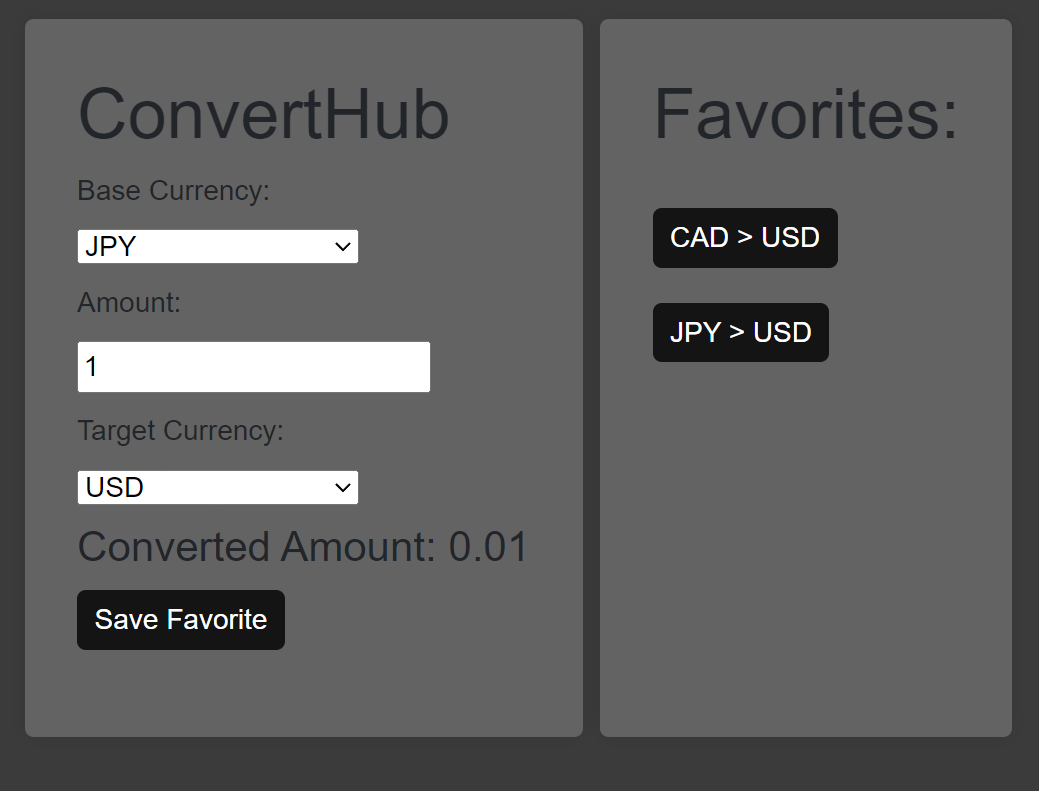 ConvertHub
Base Currency:
JPY
Amount:
1
Target Currency:
USD
Converted Amount: 0.01
Save Favorite
Favorites:
CAD > USD
JPY > USD